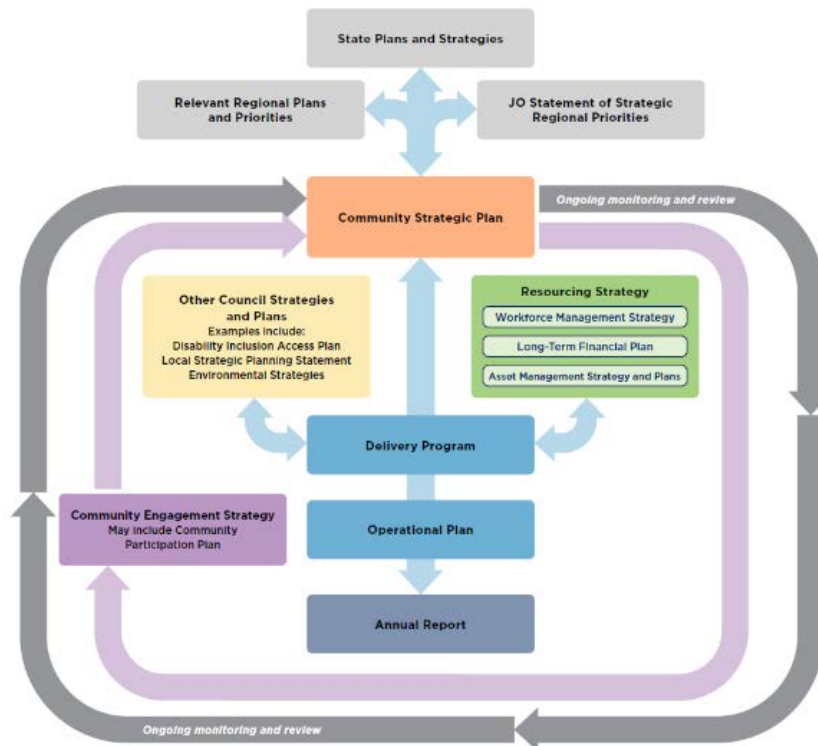 State Plans and Strategies
Relevant Regional Plans
and Priorities
JO Statement of Strategic
Regional Priorities
Community Strategic Plan
Ongoing monitoring and review
Other Council Strategies
and Plans
Examples include:
Disability Inclusion Access Plan
Local Strategic Planning Statement
Environmental Strategies
Resourcing Strategy
Workforce Management Strategy
Long-Term Financial Plan
Asset Management Strategy and Plans
Delivery Program
Community Engagement Strategy
May include Community
Participation Plan
Operational Plan
Annual Report
Ongoing monitoring and review